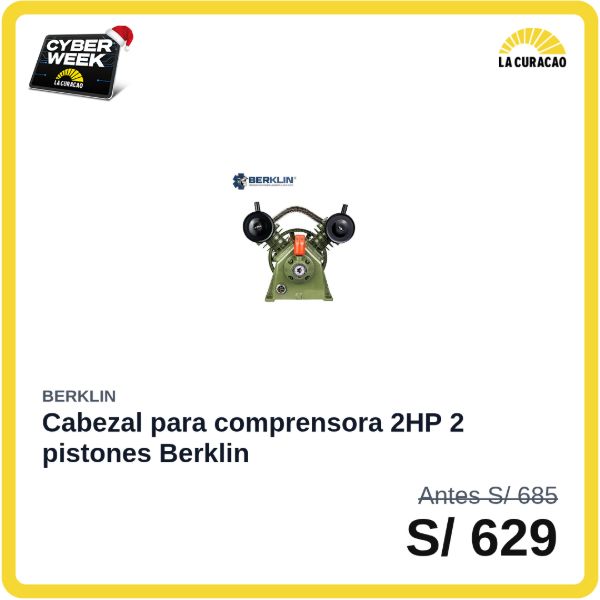 CYBER
WEEK
LA CURACAO
LA CURACAO
BERKLIN®
BERKLIN
Cabezal para comprensora 2HP 2
pistones Berklin
Antes S/ 685
S/ 629